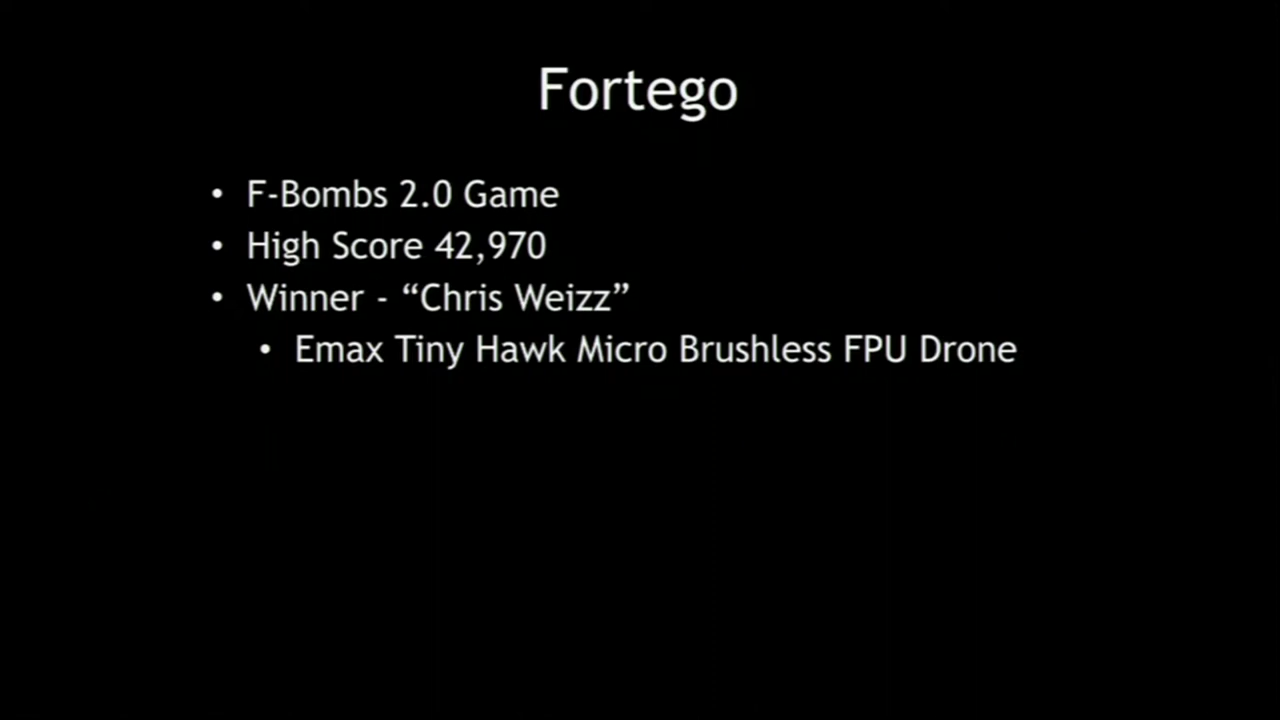 Fortego
• F-Bombs 2.0 Game
• High Score 42,970
• Winner - “Chris Weizz”
• Emax Tiny Hawk Micro Brushless FPU Drone